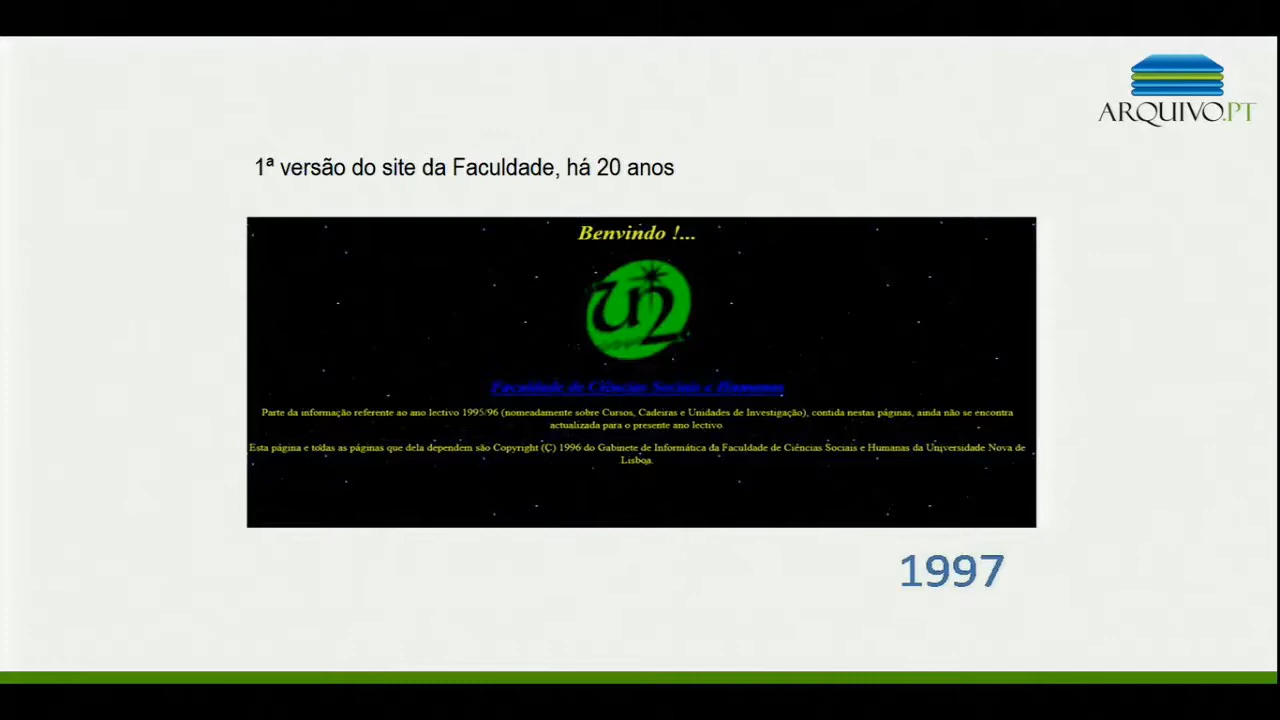 ARQUIVO.PT
1ª versão do site da Faculdade, há 20 anos
Benvindo !...
Faculdade de Ciências Sociais e Humanas
Parte da informação referente ao ano lectivo 1995/96 (nomeadamente sobre Cursos, Cadeiras e Unidades de Investigação), contida nestas páginas, ainda não se encontra
actualizada para o presente ano lectivo.
Esta página e todas as páginas que dela dependem são Copyright (C) 1996 do Gabinete de Informática da Faculdade de Ciências Sociais e Humanas da Universidade Nova de
Lisboa.
1997